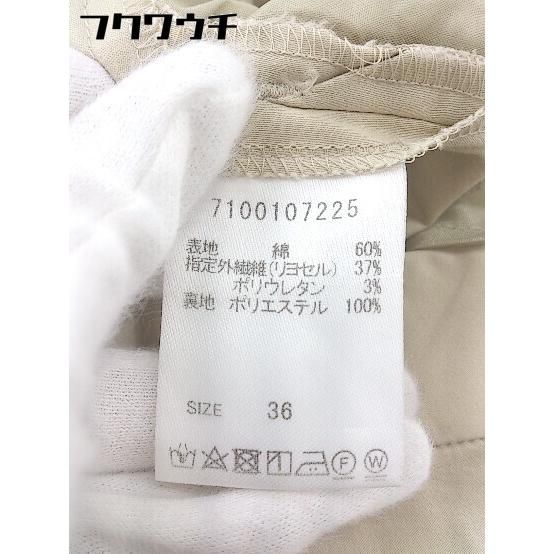 フクワウチ
7100107225
表地 綿 60%
指定外繊維(リヨセル) 37%
ポリウレタン 3%
裏地 ポリエステル 100%
SIZE 36
F W